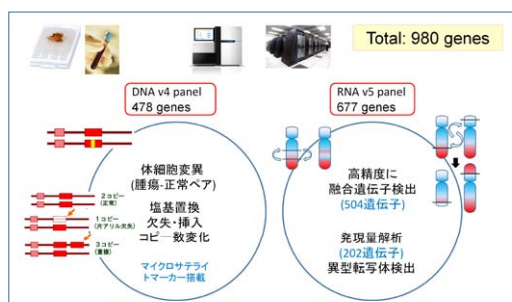 Total: 980 genes
DNA v4 panel
478 genes
RNA v5 panel
677 genes
体細胞変異
(腫瘍-正常ペア)
塩基置換
欠失・挿入
コピー数変化
マイクロサテライ
トマーカー搭載
2コピー
(正常)
1コピー
(片アリル欠失)
3コピー
(重複)
高精度に
融合遺伝子検出
(504遺伝子)
発現量解析
(202遺伝子)
異型転写体検出